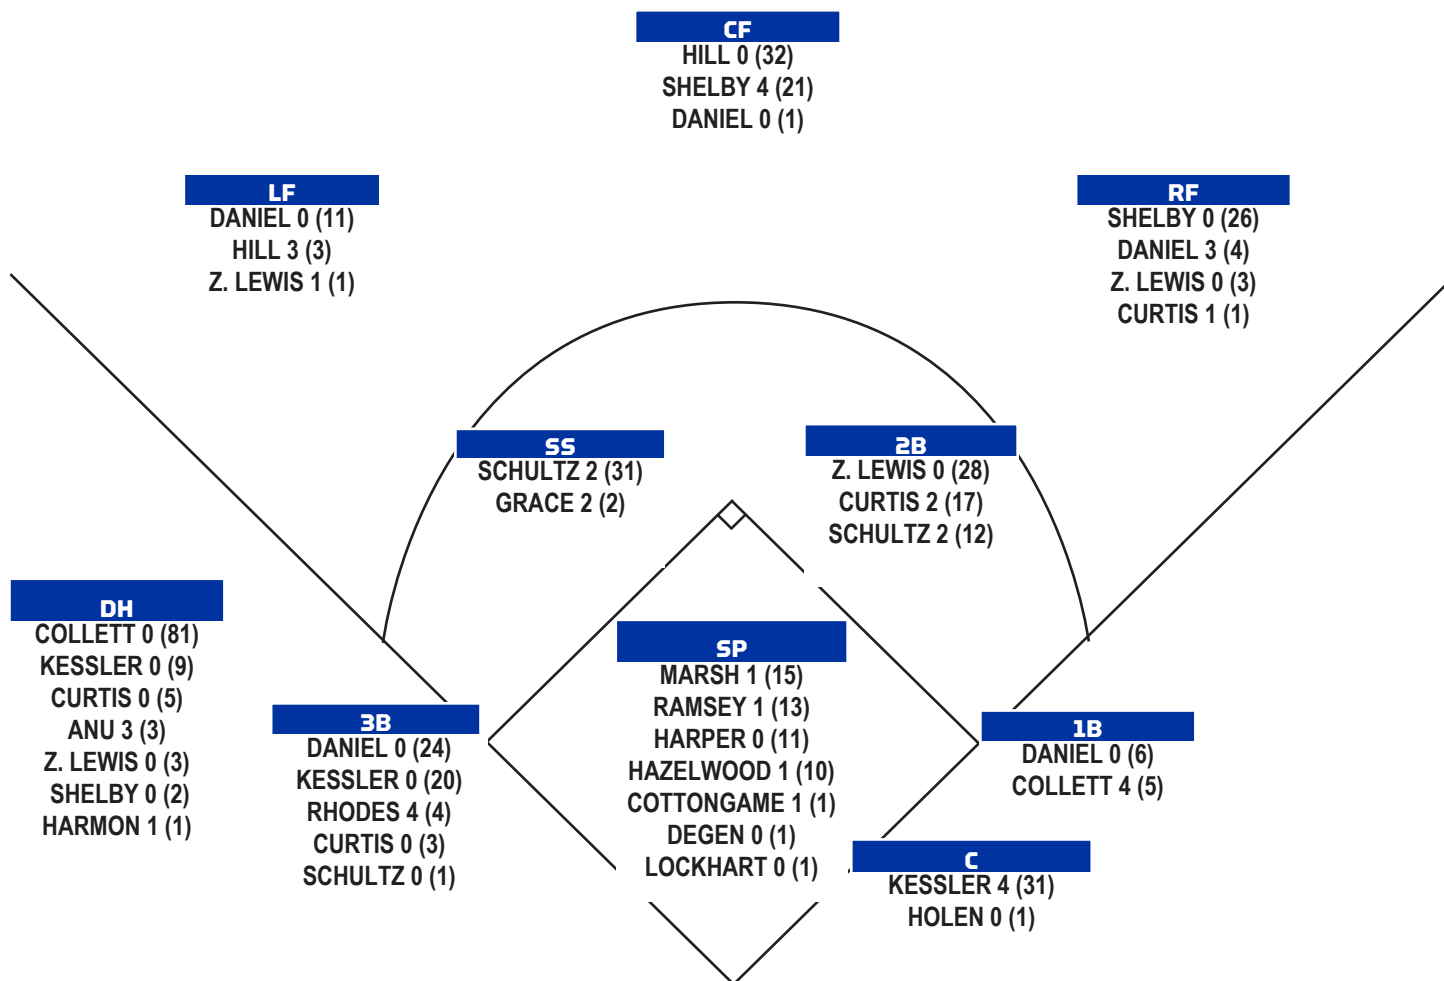 CF
HILL 0 (32)
SHELBY 4 (21)
DANIEL 0 (1)
LF
DANIEL 0 (11)
HILL 3 (3)
Z. LEWIS 1 (1)
RF
SHELBY 0 (26)
DANIEL 3 (4)
Z. LEWIS 0 (3)
CURTIS 1 (1)
SS
SCHULTZ 2 (31)
GRACE 2 (2)
2B
Z. LEWIS 0 (28)
CURTIS 2 (17)
SCHULTZ 2 (12)
DH
COLLETT 0 (81)
KESSLER 0 (9)
CURTIS 0 (5)
ANU 3 (3)
Z. LEWIS 0 (3)
SHELBY 0 (2)
HARMON 1 (1)
3B
DANIEL 0 (24)
KESSLER 0 (20)
RHODES 4 (4)
CURTIS 0 (3)
SCHULTZ 0 (1)
SP
MARSH 1 (15)
RAMSEY 1 (13)
HARPER 0 (11)
HAZELWOOD 1 (10)
COTTONGAME 1 (1)
DEGEN 0 (1)
LOCKHART 0 (1)
1B
DANIEL 0 (6)
COLLETT 4 (5)
C
KESSLER 4 (31)
HOLEN 0 (1)